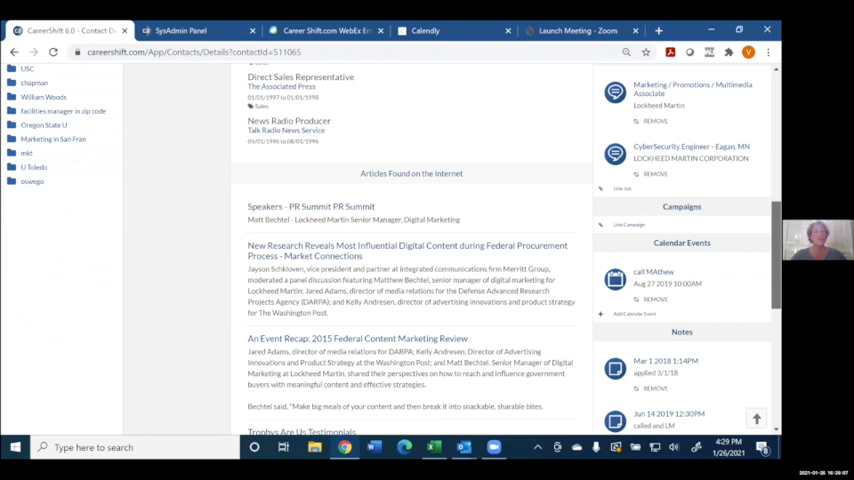 CareerShift 6.0 - Contact D
SysAdmin Panel
Career Shift.com WebEx En
Calendly
Launch Meeting - Zoom
careershift.com/App/Contacts/Details?contactId=511065
USC
chapman
William Woods
facilities manager in zip code
Oregon State U
Marketing in San Fran
mkt
U Toledo
oswego
Direct Sales Representative
The Associated Press
01/01/1997 to 01/01/1998
Sales
News Radio Producer
Talk Radio News Service
05/01/1996 to 08/01/1996
Articles Found on the Internet
Speakers - PR Summit PR Summit
Matt Bechtel - Lockheed Martin Senior Manager, Digital Marketing
New Research Reveals Most Influential Digital Content during Federal Procurement
Process - Market Connections
Jayson Schkloven, vice president and partner at integrated communications firm Merritt Group,
moderated a panel discussion featuring Matthew Bechtel, senior manager of digital marketing for
Lockheed Martin; Jared Adams, director of media relations for the Defense Advanced Research
Projects Agency (DARPA); and Kelly Andresen, director of advertising innovations and product strategy
for The Washington Post.
An Event Recap: 2015 Federal Content Marketing Review
Jared Adams, director of media relations for DARPA; Kelly Andresen, Director of Advertising
Innovations and Product Strategy at the Washington Post; and Matt Bechtel, Senior Manager of Digital
Marketing at Lockheed Martin, shared their perspectives on how to reach and influence government
buyers with meaningful content and effective strategies.
Bechtel said, "Make big meals of your content and then break it into snackable, sharable bites.
Trophys Are Us Testimonials
Marketing / Promotions / Multimedia
Associate
Lockheed Martin
REMOVE
CyberSecurity Engineer - Eagan, MN
LOCKHEED MARTIN CORPORATION
REMOVE
Link Job
Campaigns
Link Campaign
Calendar Events
call MAthew
Aug 27 2019 10:00AM
REMOVE
Add Calendar Event
Notes
Mar 1 2018 1:14PM
applied 3/1/18
REMOVE
Jun 14 2019 12:30PM
called and LM
Type here to search
4:29 PM
1/26/2021